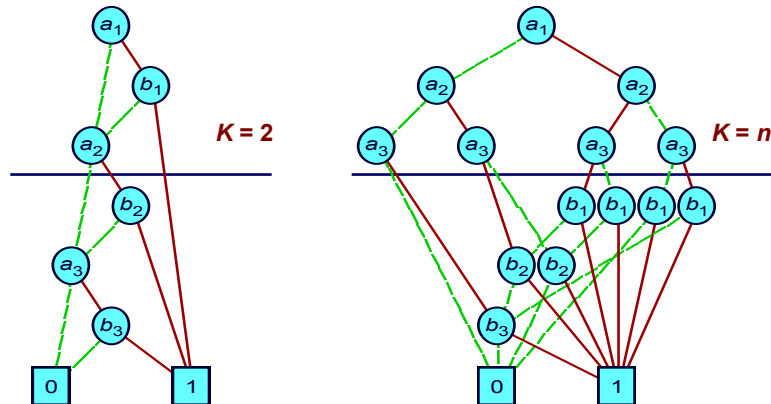 a1
b1
a2
K = 2
b2
a3
b3
0 1
a1
a2 a2
a3 a3 a3 a3
K = n
b1 b1 b1 b1
b2 b2
b3
0 1